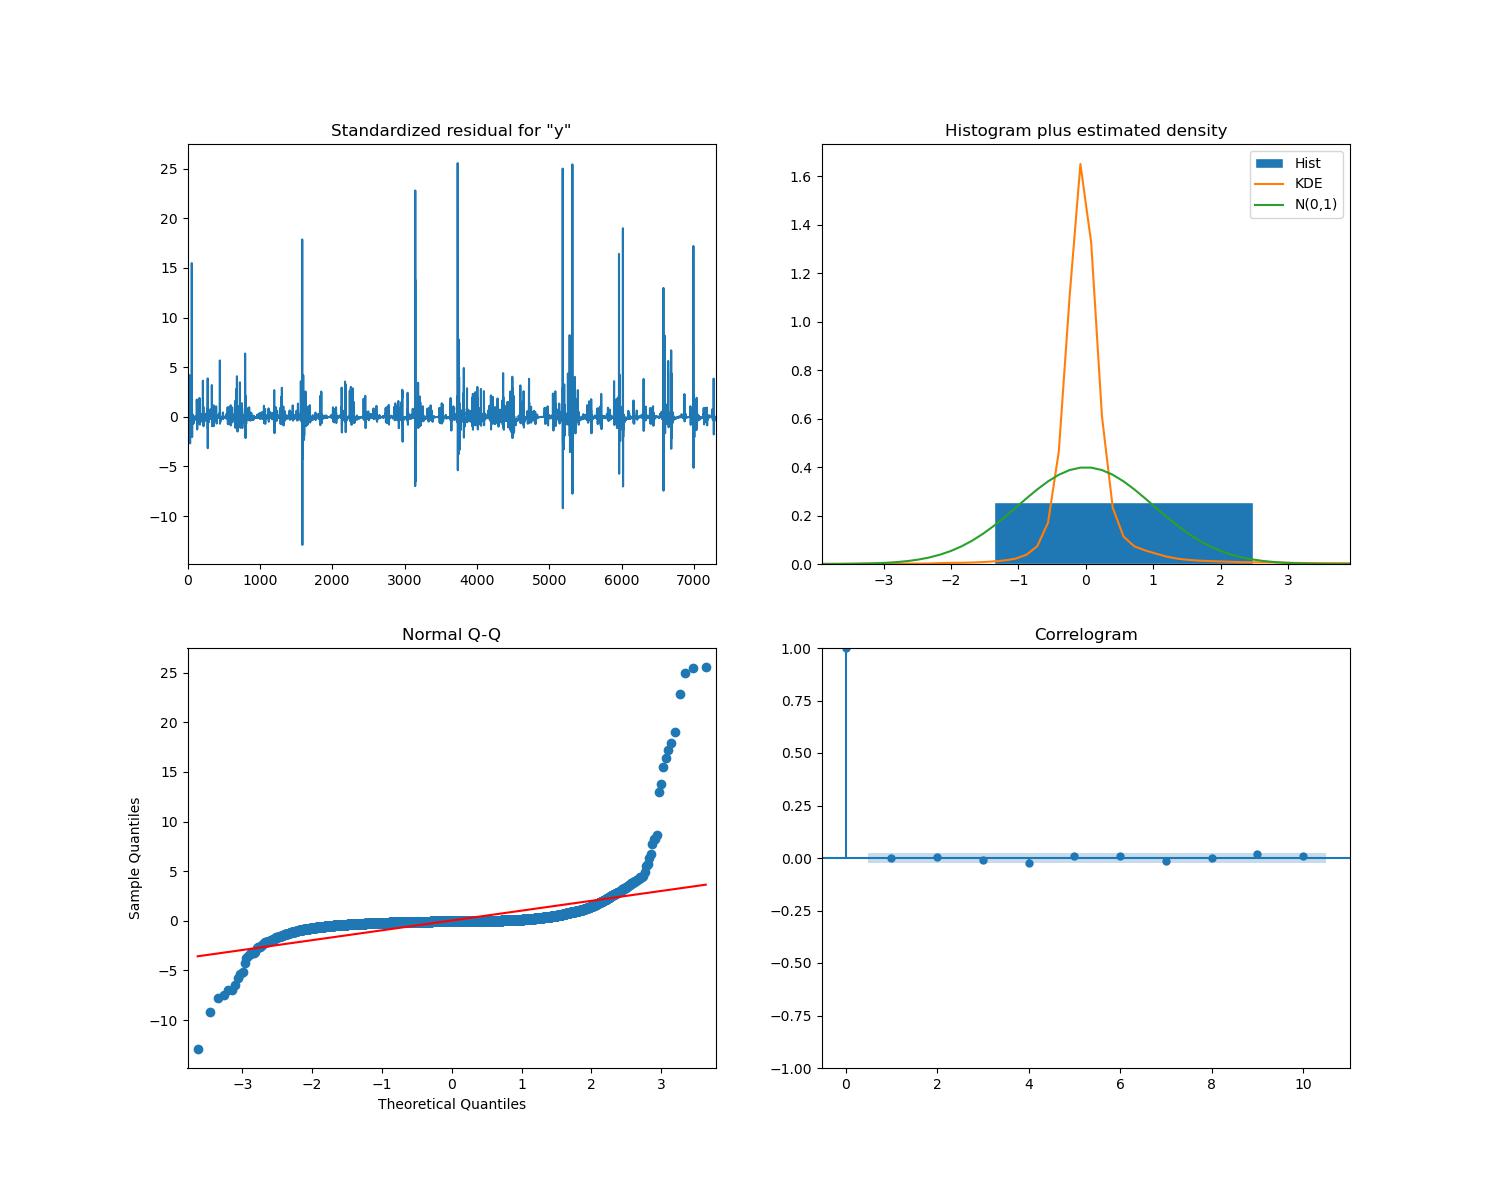 Standardized residual for "y"
25
20
15
10
5
0
−5
−10
0 1000 2000 3000 4000 5000 6000 7000
Histogram plus estimated density
Hist
KDE
N(0,1)
1.6
1.4
1.2
1.0
0.8
0.6
0.4
0.2
0.0
−3 −2 −1 0 1 2 3
Normal Q-Q
Sample Quantiles
25
20
15
10
5
0
−5
−10
−3 −2 −1 0 1 2 3
Theoretical Quantiles
Correlogram
1.00
0.75
0.50
0.25
0.00
−0.25
−0.50
−0.75
−1.00
0 2 4 6 8 10